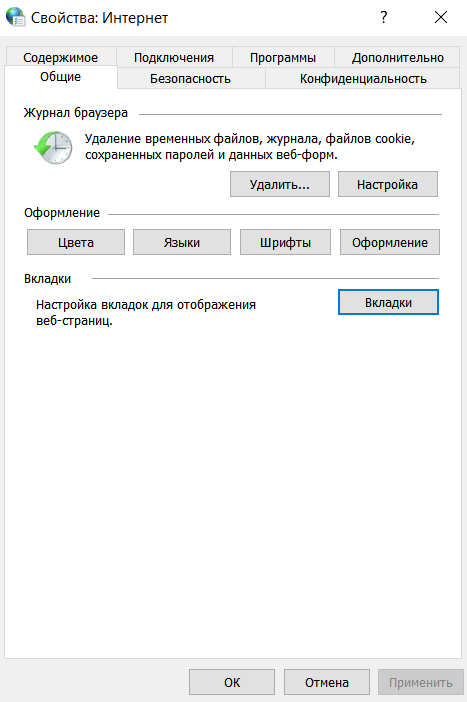 Свойства: Интернет
?
Содержимое Подключения Программы Дополнительно
Общие Безопасность Конфиденциальность
Журнал браузера
Удаление временных файлов, журнала, файлов cookie,
сохраненных паролей и данных веб-форм.
Удалить... Настройка
Оформление
Цвета Языки Шрифты Оформление
Вкладки
Настройка вкладок для отображения
веб-страниц.
Вкладки
ОК Отмена Применить